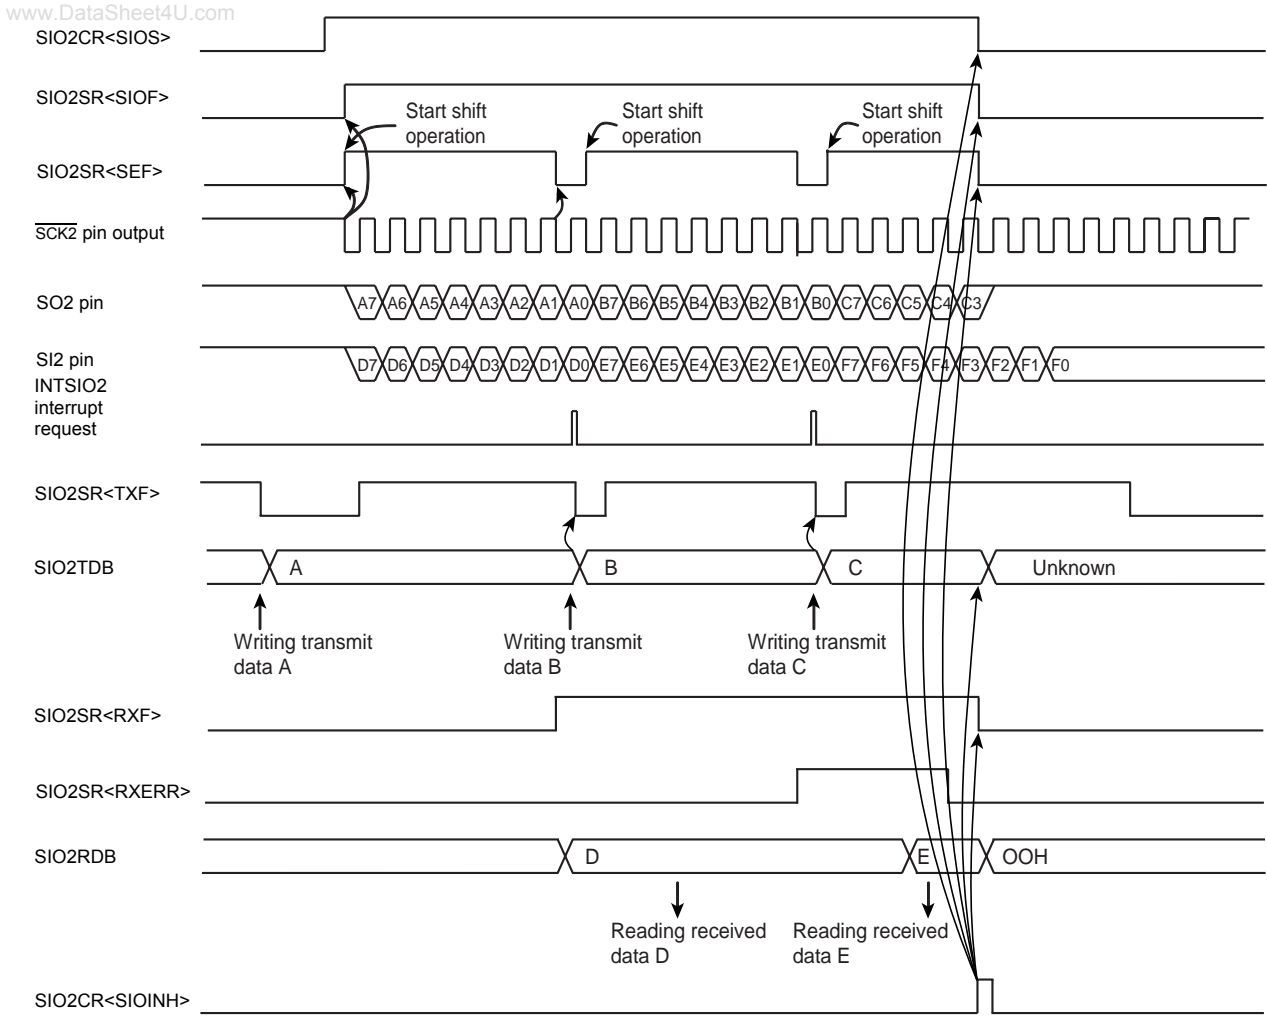 www.DataSheet4U.com
SIO2CR<SIOS>
SIO2SR<SIOF>
Start shift
operation
Start shift
operation
Start shift
operation
SIO2SR<SEF>
SCK2 pin output
SO2 pin
A7 A6 A5 A4 A3 A2 A1 A0 B7 B6 B5 B4 B3 B2 B1 B0 C7 C6 C5 C4 C3
SI2 pin
D7 D6 D5 D4 D3 D2 D1 D0 E7 E6 E5 E4 E3 E2 E1 E0 F7 F6 F5 F4 F3 F2 F1 F0
INTSIO2
interrupt
request
SIO2SR<TXF>
SIO2TDB
A B C Unknown
Writing transmit
data A
Writing transmit
data B
Writing transmit
data C
SIO2SR<RXF>
SIO2SR<RXERR>
SIO2RDB
D E OOH
Reading received
data D
Reading received
data E
SIO2CR<SIOINH>